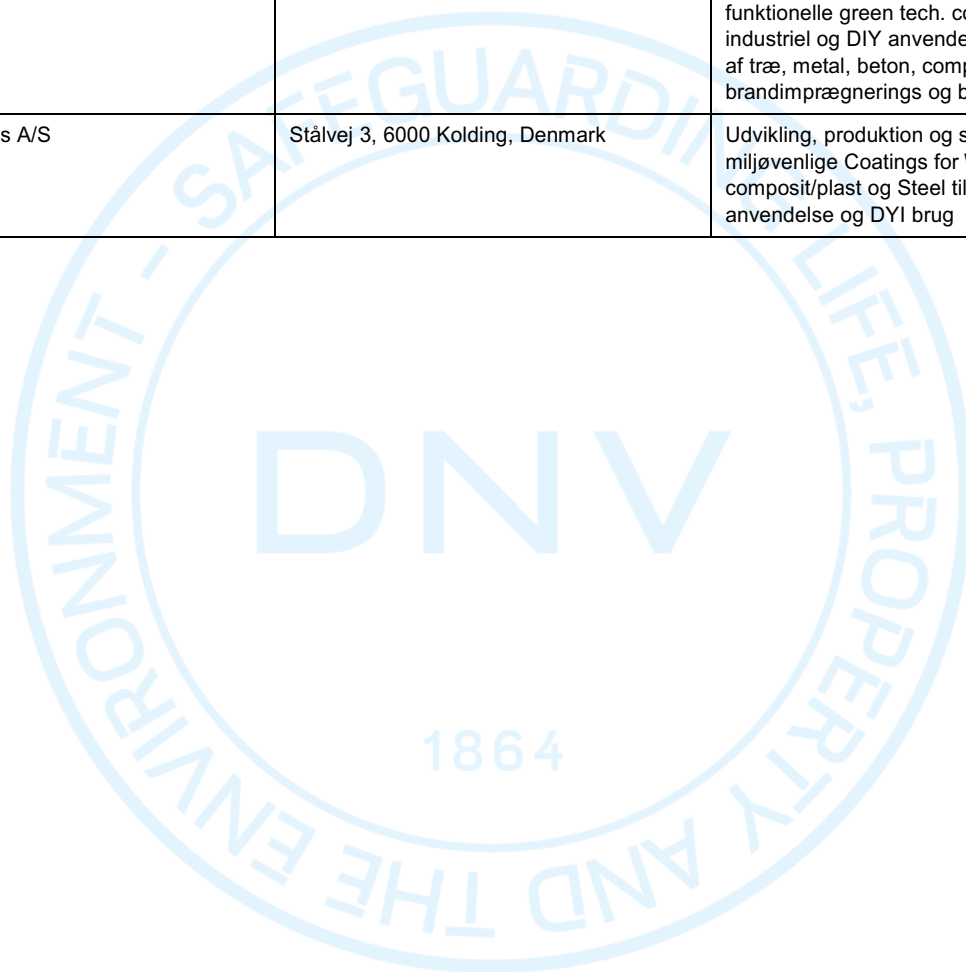 funktionelle green tech.
industriel og DIY
af træ, metal, beton,
brandimprægnerings og
s A/S
Stålvej 3, 6000 Kolding, Denmark
Udvikling, produktion og
miljøvenlige Coatings for
composit/plast og Steel til
anvendelse og DYI brug
SAFEGUARDING LIFE, PROPERTY AND THE ENVIRONMENT -
DNV
1864